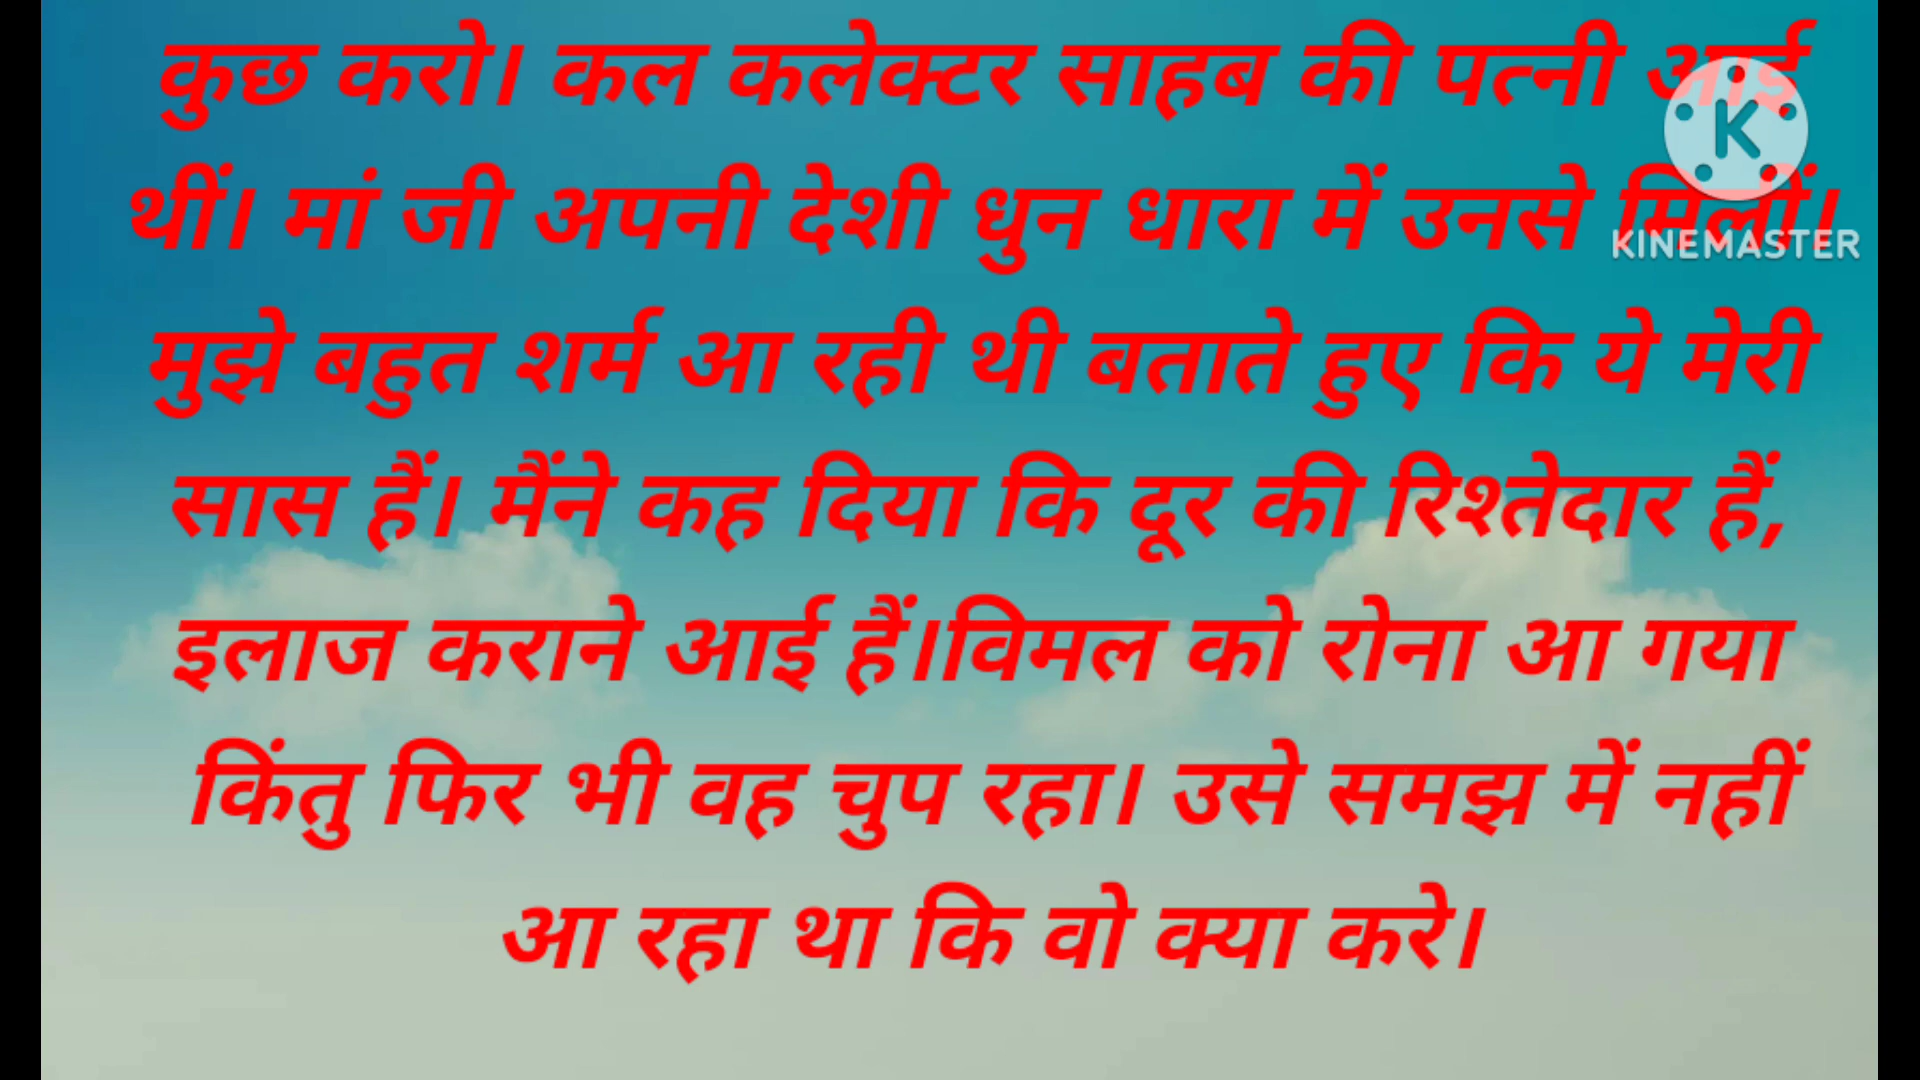 कुछ करो। कल कलेक्टर साहब की पत्नी आई
थीं। मां जी अपनी देशी धुन धारा में उनसे मिलीं।
K
KINEMASTER
मुझे बहुत शर्म आ रही थी बताते हुए कि ये मेरी
सास हैं। मैंने कह दिया कि दूर की रिश्तेदार हैं,
इलाज कराने आई हैं।विमल को रोना आ गया
किंतु फिर भी वह चुप रहा। उसे समझ में नहीं
आ रहा था कि वो क्या करे।